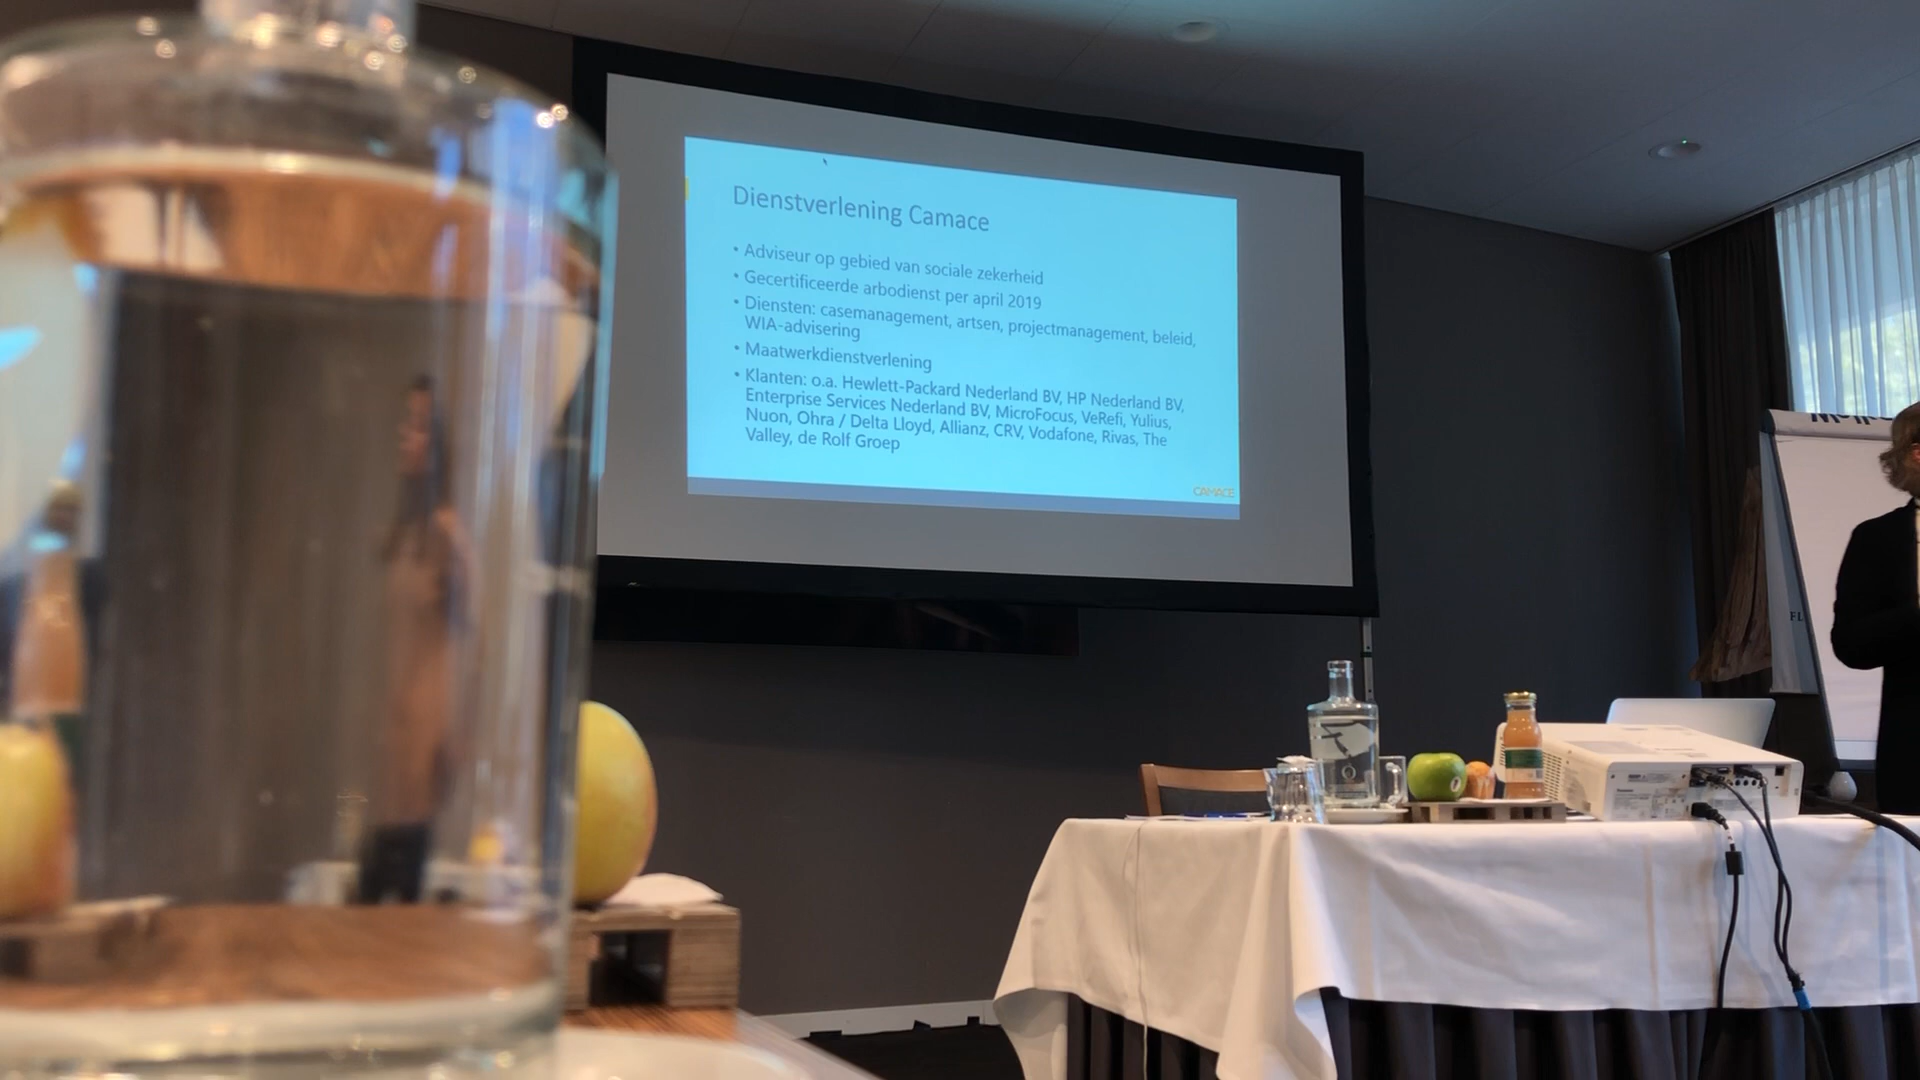 Dienstverlening Camace
• Adviseur op gebied van sociale zekerheid
• Gecertificeerde arbodienst per april 2019
• Diensten: casemanagement, artsen, projectmanagement, beleid,
WIA-advisering
• Maatwerkdienstverlening
• Klanten: o.a. Hewlett-Packard Nederland BV, HP Nederland BV,
Enterprise Services Nederland BV, MicroFocus, VeRefi, Yulius,
Nuon, Ohra / Delta Lloyd, Allianz, CRV, Vodafone, Rivas, The
Valley, de Rolf Groep
CAMACE